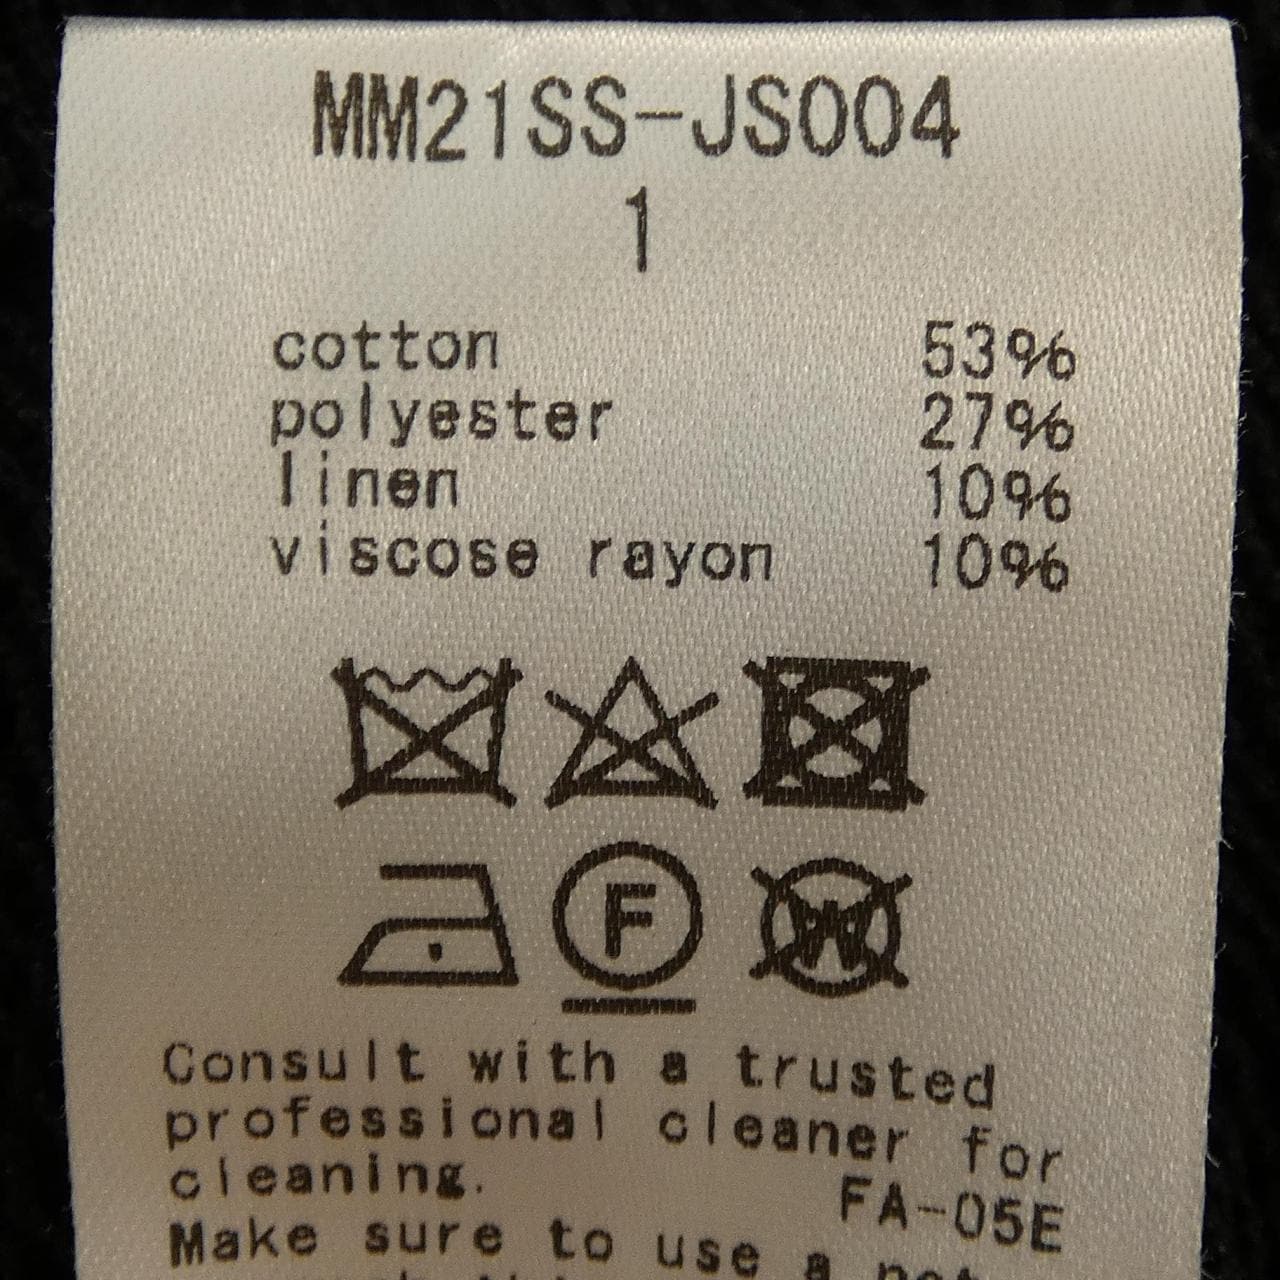 MM21SS-JS004
1
cotton 53%
polyester 27%
linen 10%
viscose rayon 10%
F
W
Consult with a trusted
professional cleaner for
cleaning.
FA-05E
Make sure to use a net